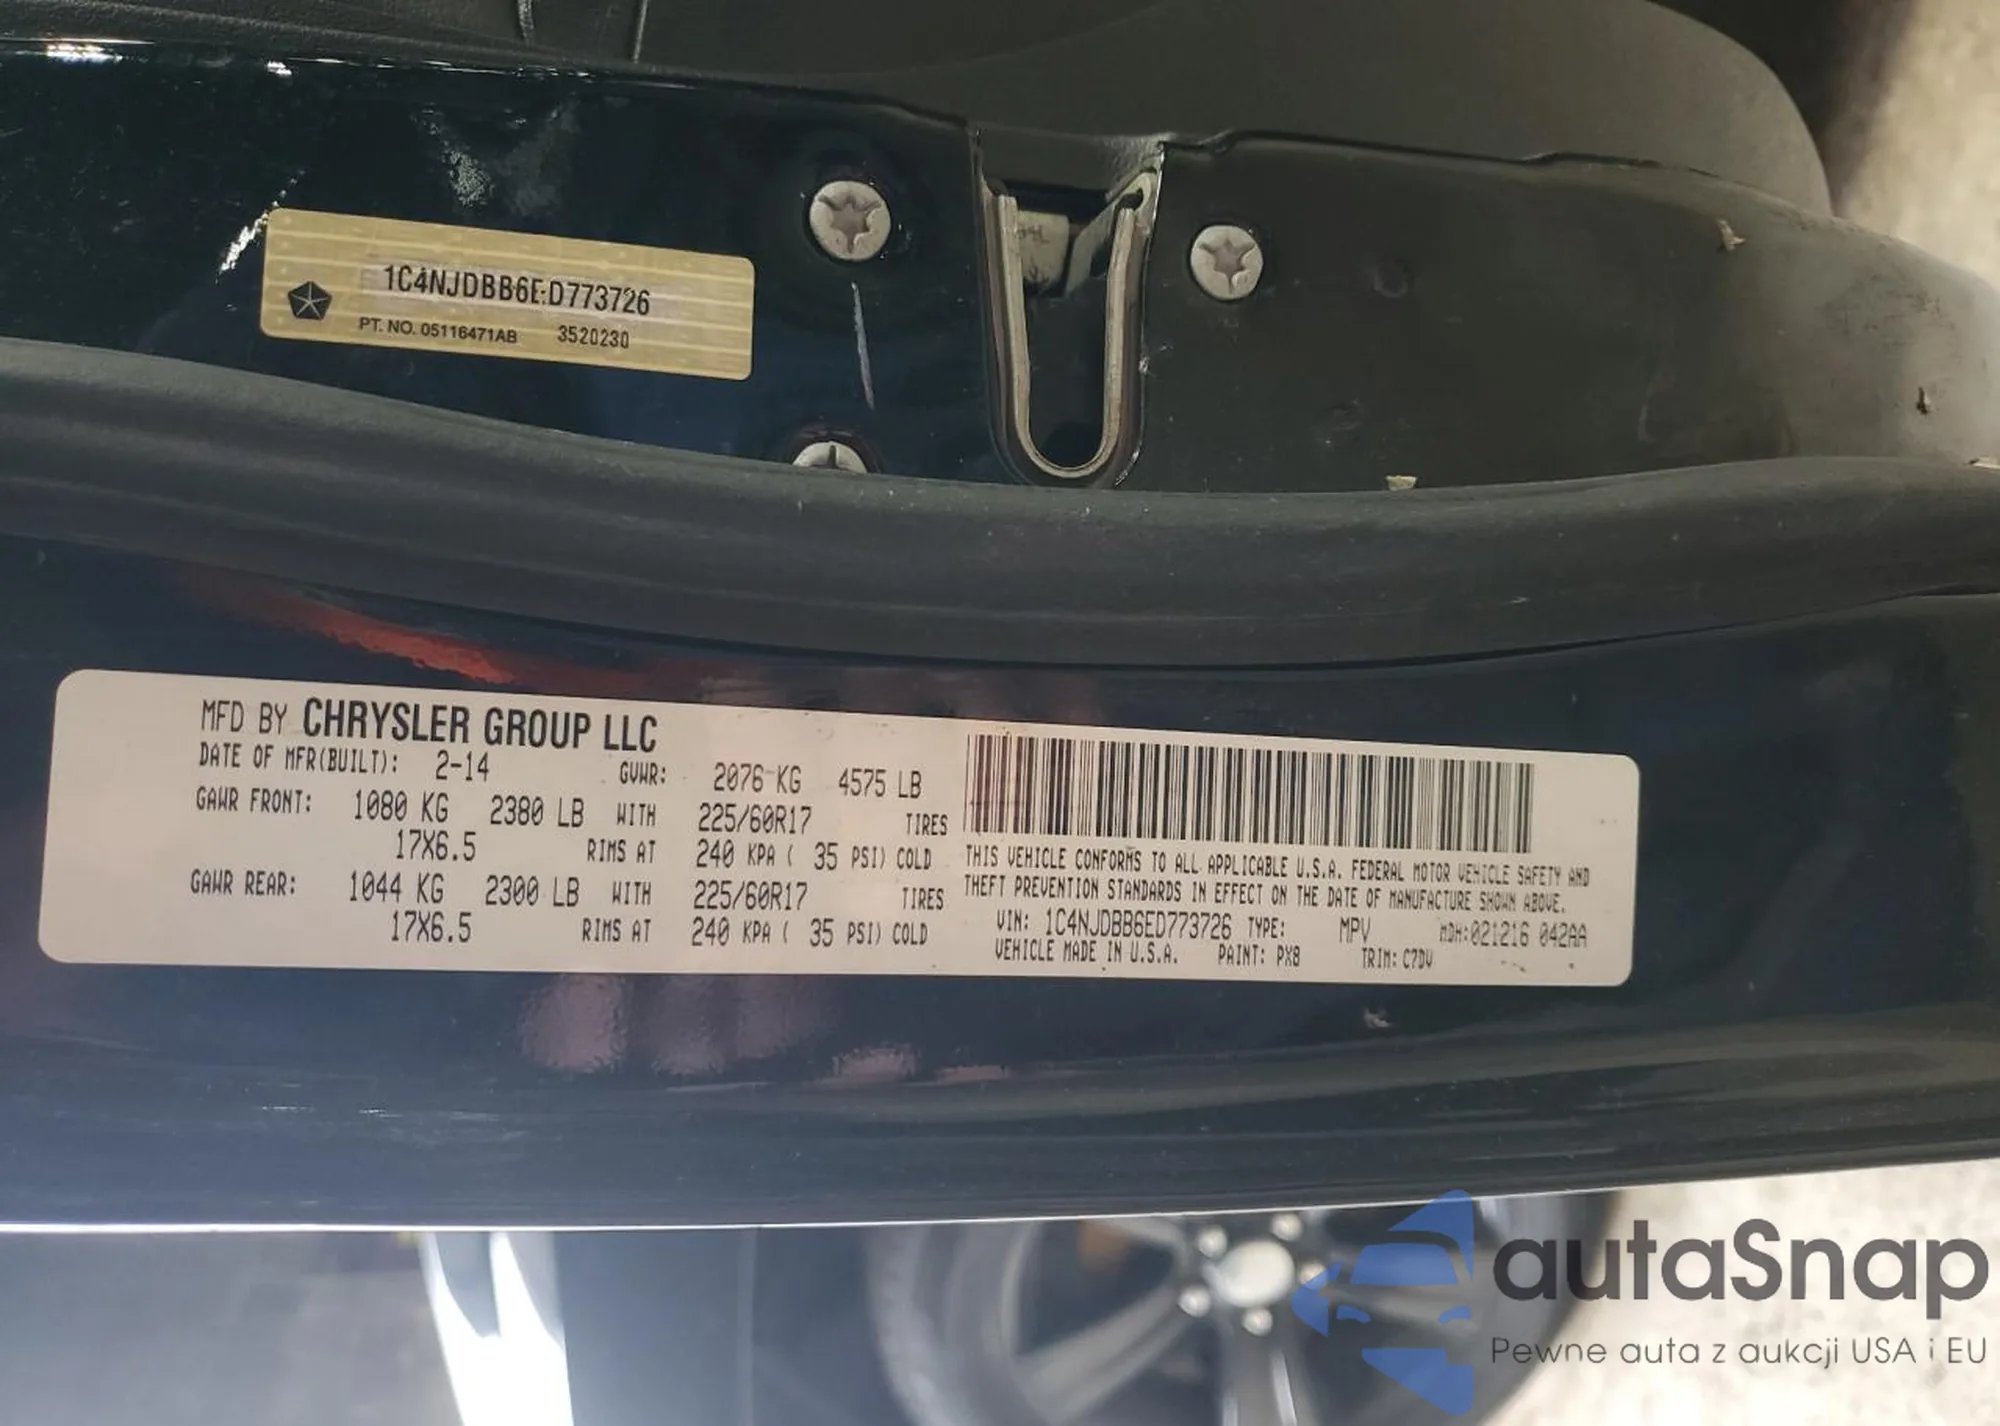 1C4NJDBB6ED773726
PT. NO. 05116471AB 3520230
MFD BY CHRYSLER GROUP LLC
DATE OF MFR(BUILT): 2-14 GVWR: 2076 KG 4575 LB
GAWR FRONT: 1080 KG 2380 LB WITH 225/60R17 TIRES
17X6.5 RIMS AT 240 KPA ( 35 PSI) COLD
GAWR REAR: 1044 KG 2300 LB WITH 225/60R17 TIRES
17X6.5 RIMS AT 240 KPA ( 35 PSI) COLD
THIS VEHICLE CONFORMS TO ALL APPLICABLE U.S.A. FEDERAL MOTOR VEHICLE SAFETY AND
THEFT PREVENTION STANDARDS IN EFFECT ON THE DATE OF MANUFACTURE SHOWN ABOVE.
VIN: 1C4NJDBB6ED773726 TYPE: MPV MDH:021216 042AA
VEHICLE MADE IN U.S.A. PAINT: PX8 TRIM: C7DV
autaSnap
Pewne auta z aukcji USA i EU